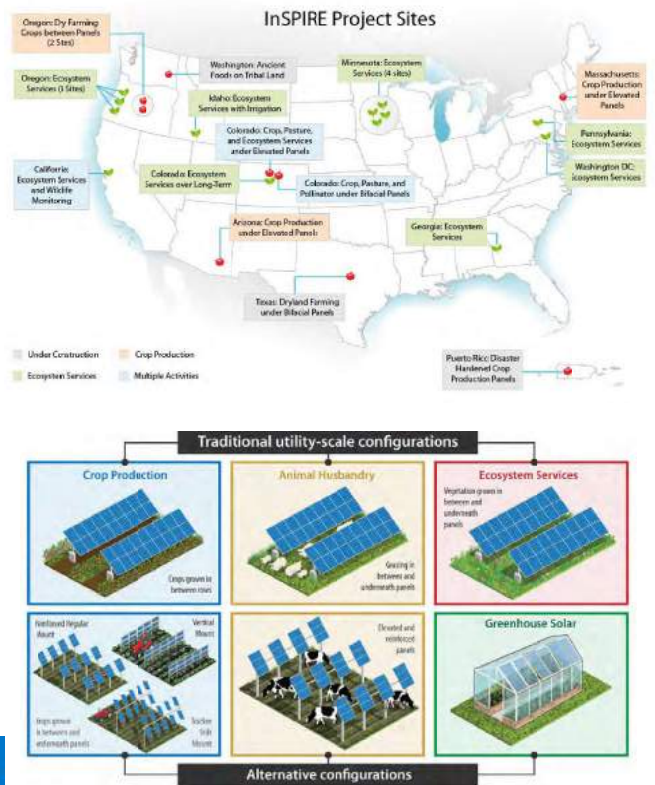 InSPIRE Project Sites
Oregon: Dry Farming
Crops between Panels
(2 Sites)
Washington: Ancient
Foods on Tribal Land
Minnesota: Ecosystem
Services (4 sites)
Massachusetts:
Crop Production
under Elevated
Panels
Oregon: Ecosystem
Services (3 Sites)
Idaho: Ecosystem
Services with Irrigation
Colorado: Crop, Pasture,
and Ecosystem Services
under Elevated Panels
Pennsylvania:
Ecosystem Services
California:
Ecosystem Services
and Wildlife
Monitoring
Colorado: Ecosystem
Services over Long-Term
Colorado: Crop, Pasture, and
Pollinator under Bifacial Panels
Washington DC:
Ecosystem Services
Arizona: Crop Production
under Elevated Panels
Georgia: Ecosystem
Services
Texas: Dryland Farming
under Bifacial Panels
Under Construction
Crop Production
Ecosystem Services
Multiple Activities
Puerto Rico: Disaster
Hardened Crop
Production Panels
Traditional utility-scale configurations
Crop Production
Crops grown in
between rows
Animal Husbandry
Grazing in
between and
underneath panels
Ecosystem Services
Vegetation grown in
between and
underneath
panels
Reinforced Regular
Mount
Vertical
Mount
Crops grown
in between and
underneath panels
Tracker
Stilt
Mount
Elevated and
reinforced
panels
Greenhouse Solar
Alternative configurations